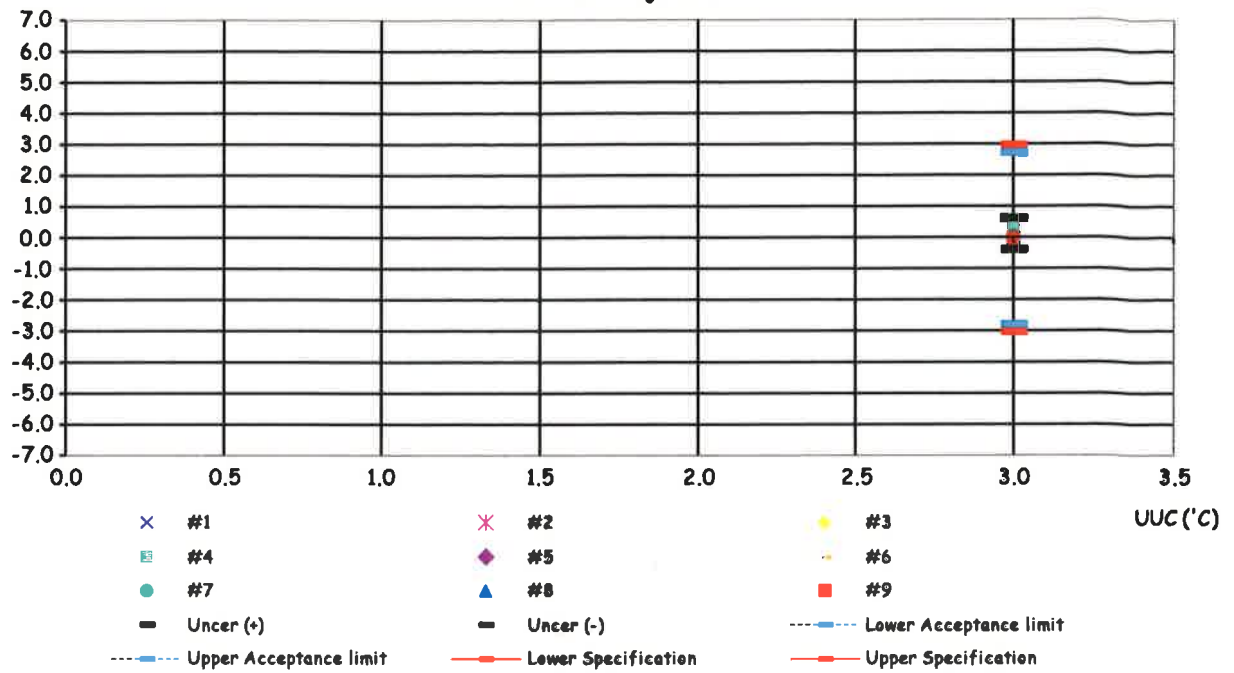 7.0
6.0
5.0
4.0
3.0
2.0
1.0
0.0
-1.0
-2.0
-3.0
-4.0
-5.0
-6.0
-7.0
0.0 0.5 1.0 1.5 2.0 2.5 3.0 3.5
UUC ('C)
#1 #2 #3
#4 #5 #6
#7 #8 #9
Uncer (+) Uncer (-) Lower Acceptance limit
Upper Acceptance limit Lower Specification Upper Specification